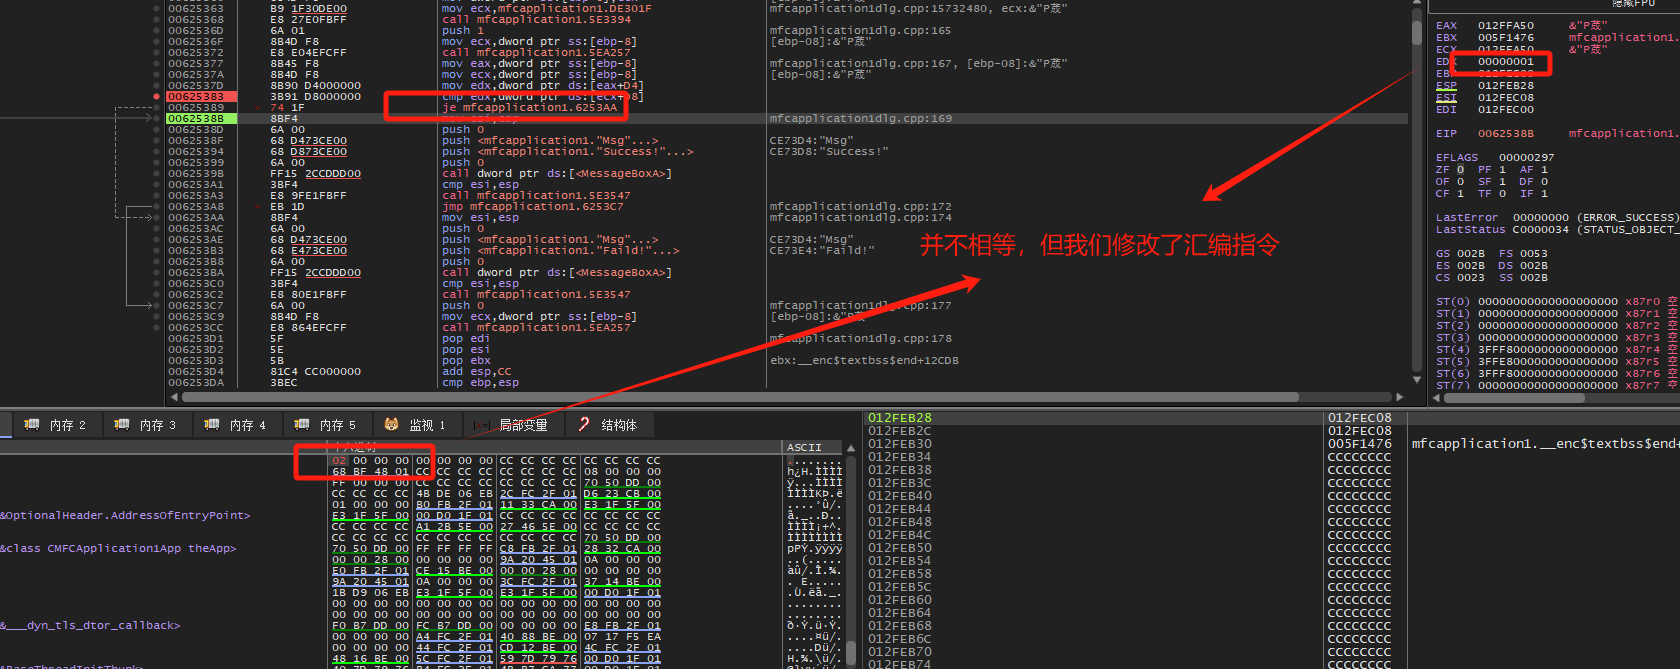 隐藏FPU
00625363 B9 1F30DE00 mov ecx,mfcapplication1.DE301F mfcapplication1dlg.cpp:15732480, ecx:&"P荿"
00625368 E8 27E0FBFF call mfcapplication1.5E3394
0062536D 6A 01 push 1 mfcapplication1dlg.cpp:165
0062536F 8B4D F8 mov ecx,dword ptr ss:[ebp-8] [ebp-08]:&"P荿"
00625372 E8 E04EFCFF call mfcapplication1.5EA257
00625377 8B45 F8 mov eax,dword ptr ss:[ebp-8] mfcapplication1dlg.cpp:167, [ebp-08]:&"P荿"
0062537A 8B4D F8 mov ecx,dword ptr ss:[ebp-8] [ebp-08]:&"P荿"
0062537D 8B90 D4000000 mov edx,dword ptr ds:[eax+D4]
00625383 3B91 D8000000 cmp edx,dword ptr ds:[ecx+D8]
00625389 74 1F je mfcapplication1.6253AA
0062538B 8BF4 mov esi,esp mfcapplication1dlg.cpp:169
0062538D 6A 00 push 0
0062538F 68 D473CE00 push <mfcapplication1."Msg"...> CE73D4:"Msg"
00625394 68 D873CE00 push <mfcapplication1."Success!"...> CE73D8:"Success!"
00625399 6A 00 push 0
0062539B FF15 2CCDDD00 call dword ptr ds:[<MessageBoxA>]
006253A1 3BF4 cmp esi,esp
006253A3 E8 9FE1FBFF call mfcapplication1.5E3547
006253A8 EB 1D jmp mfcapplication1.6253C7 mfcapplication1dlg.cpp:172
006253AA 8BF4 mov esi,esp mfcapplication1dlg.cpp:174
006253AC 6A 00 push 0
006253AE 68 D473CE00 push <mfcapplication1."Msg"...> CE73D4:"Msg"
006253B3 68 E473CE00 push <mfcapplication1."Faild!"...> CE73E4:"Faild!"
006253B8 6A 00 push 0
006253BA FF15 2CCDDD00 call dword ptr ds:[<MessageBoxA>]
006253C0 3BF4 cmp esi,esp
006253C2 E8 80E1FBFF call mfcapplication1.5E3547
006253C7 6A 00 push 0 mfcapplication1dlg.cpp:177
006253C9 8B4D F8 mov ecx,dword ptr ss:[ebp-8]
006253CC E8 864EFCFF call mfcapplication1.5EA257
006253D1 5F pop edi mfcapplication1dlg.cpp:178
006253D2 5E pop esi
006253D3 5B pop ebx ebx:__enc$textbss$end+12CDB
006253D4 81C4 CC000000 add esp,CC
006253DA 3BEC cmp ebp,esp
并不相等，但我们修改了汇编指令
EAX 012FFA50 &"P荿"
EBX 005F1476 mfcapplication1.
ECX 012FFA50 &"P荿"
EDX 00000001
EBP 012FEC08
ESP 012FEB28
ESI 012FEC08
EDI 012FEC00
EIP 0062538B mfcapplication1.
EFLAGS 00000297
ZF 0 PF 1 AF 1
OF 0 SF 1 DF 0
CF 1 TF 0 IF 1
LastError 00000000 (ERROR_SUCCESS)
LastStatus C0000034 (STATUS_OBJECT_
GS 002B FS 0053
ES 002B DS 002B
CS 0023 SS 002B
ST(0) 00000000000000000000 x87r0 空
ST(1) 00000000000000000000 x87r1 空
ST(2) 00000000000000000000 x87r2 空
ST(3) 00000000000000000000 x87r3 空
ST(4) 3FFF8000000000000000 x87r4 空
ST(5) 3FFE8000000000000000 x87r5 空
ST(6) 3FFF8000000000000000 x87r6 空
ST(7) 00000000000000000000 x87r7 空
内存 2 内存 3 内存 4 内存 5 监视 1 局部变量 结构体
ASCII
02 00 00 00 00 00 00 00 CC CC CC CC CC CC CC CC
68 BF 48 01 CC CC CC CC CC CC CC CC 08 00 00 00
FF 00 00 00 CC CC CC CC CC CC CC CC 70 50 DD 00
CC CC CC CC 4B DE 06 EB 2C FC 2F 01 D6 23 CB 00
01 00 00 00 B0 FB 2F 01 11 33 CA 00 E3 1F 5F 00
&OptionalHeader.AddressOfEntryPoint> E3 1F 5F 00 00 D0 1F 01 CC CC CC CC CC CC CC CC
CC CC CC CC A1 2B 5E 00 27 46 5E 00 CC CC CC CC
CC CC CC CC CC CC CC CC CC CC CC CC 70 50 DD 00
&class CMFCApplication1App theApp> 70 50 DD 00 FF FF FF FF C8 FB 2F 01 28 32 CA 00
00 00 28 00 00 00 00 00 9A 20 45 01 0A 00 00 00
E0 FB 2F 01 CE 15 BE 00 00 00 28 00 00 00 00 00
9A 20 45 01 0A 00 00 00 3C FC 2F 01 37 14 BE 00
1B D9 06 EB E3 1F 5F 00 E3 1F 5F 00 00 D0 1F 01
00 00 00 00 00 00 00 00 00 00 00 00 00 00 00 00
00 00 00 00 00 00 00 00 00 00 00 00 00 00 00 00
&___dyn_tls_dtor_callback> F0 B7 DD 00 FC B7 DD 00 00 00 00 00 E8 FB 2F 01
00 00 00 00 A4 FC 2F 01 40 88 BE 00 07 17 F5 EA
00 00 00 00 44 FC 2F 01 CD 12 BE 00 4C FC 2F 01
48 16 BE 00 5C FC 2F 01 59 7D 79 76 00 D0 1F 01
&BaseThreadInitThunk>
012FEB28 012FEC08
012FEB2C 012FEC08
012FEB30 005F1476 mfcapplication1.__enc$textbss$end+
012FEB34 CCCCCCCC
012FEB38 CCCCCCCC
012FEB3C CCCCCCCC
012FEB40 CCCCCCCC
012FEB44 CCCCCCCC
012FEB48 CCCCCCCC
012FEB4C CCCCCCCC
012FEB50 CCCCCCCC
012FEB54 CCCCCCCC
012FEB58 CCCCCCCC
012FEB5C CCCCCCCC
012FEB60 CCCCCCCC
012FEB64 CCCCCCCC
012FEB68 CCCCCCCC
012FEB6C CCCCCCCC
012FEB70 CCCCCCCC
012FEB74 CCCCCCCC